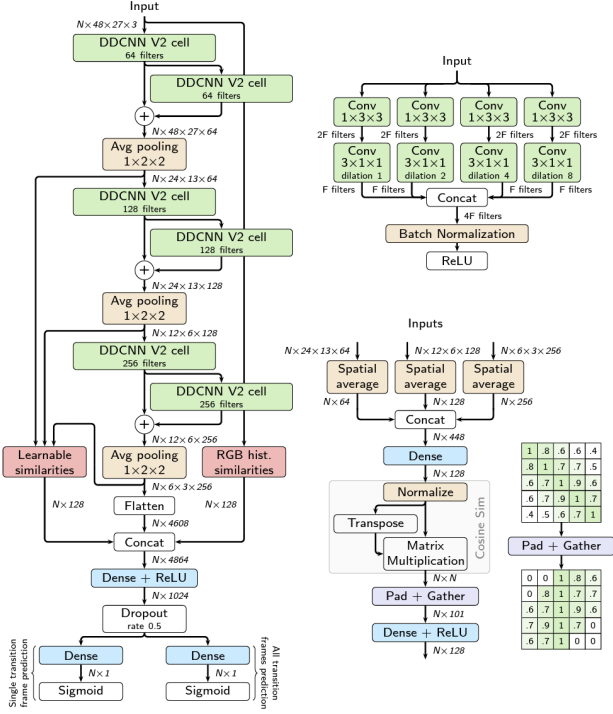 Input
N×48×27×3
DDCNN V2 cell
64 filters
DDCNN V2 cell
64 filters
+
N×48×27×64
Avg pooling
1×2×2
N×24×13×64
DDCNN V2 cell
128 filters
DDCNN V2 cell
128 filters
+
N×24×13×128
Avg pooling
1×2×2
N×12×6×128
DDCNN V2 cell
256 filters
DDCNN V2 cell
256 filters
+
N×12×6×256
Learnable
similarities
Avg pooling
1×2×2
RGB hist.
similarities
N×6×3×256
N×128
Flatten
N×128
N×4608
Concat
N×4864
Dense + ReLU
N×1024
Dropout
rate 0.5
Single transition
frame prediction
Dense
N×1
Sigmoid
Dense
N×1
Sigmoid
All transition
frames prediction
Input
Conv
1×3×3
Conv
1×3×3
Conv
1×3×3
Conv
1×3×3
2F filters
2F filters
2F filters
2F filters
Conv
3×1×1
dilation 1
Conv
3×1×1
dilation 2
Conv
3×1×1
dilation 4
Conv
3×1×1
dilation 8
F filters
F filters
F filters
F filters
Concat
4F filters
Batch Normalization
ReLU
Inputs
N×24×13×64
N×12×6×128
N×6×3×256
Spatial
average
Spatial
average
Spatial
average
N×64
N×128
N×256
Concat
N×448
Dense
N×128
Normalize
Transpose
Matrix
Multiplication
Cosine Sim
N×N
Pad + Gather
N×101
Dense + ReLU
N×128
1 .8 .6 .6 .4
.8 1 .7 .7 .5
.6 .7 1 .9 .6
.6 .7 .9 1 .7
.4 .5 .6 .7 1
Pad + Gather
0 0 1 .8 .6
0 .8 1 .7 .7
.6 .7 1 .9 .6
.7 .9 1 .7 0
.6 .7 1 0 0